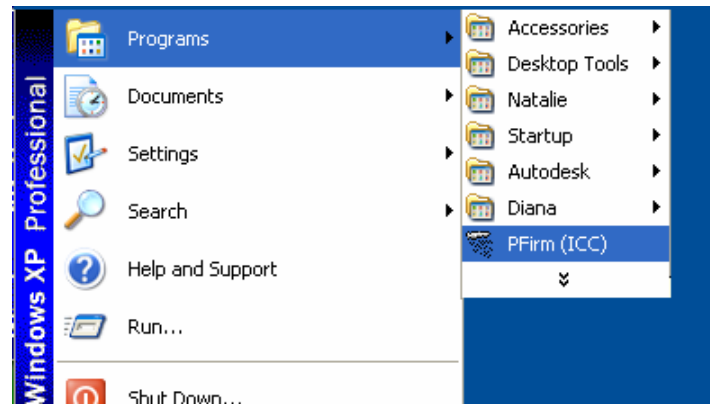 Windows XP Professional
Programs
Documents
Settings
Search
Help and Support
Run...
Shut Down...
Accessories
Desktop Tools
Natalie
Startup
Autodesk
Diana
PFirm (ICC)